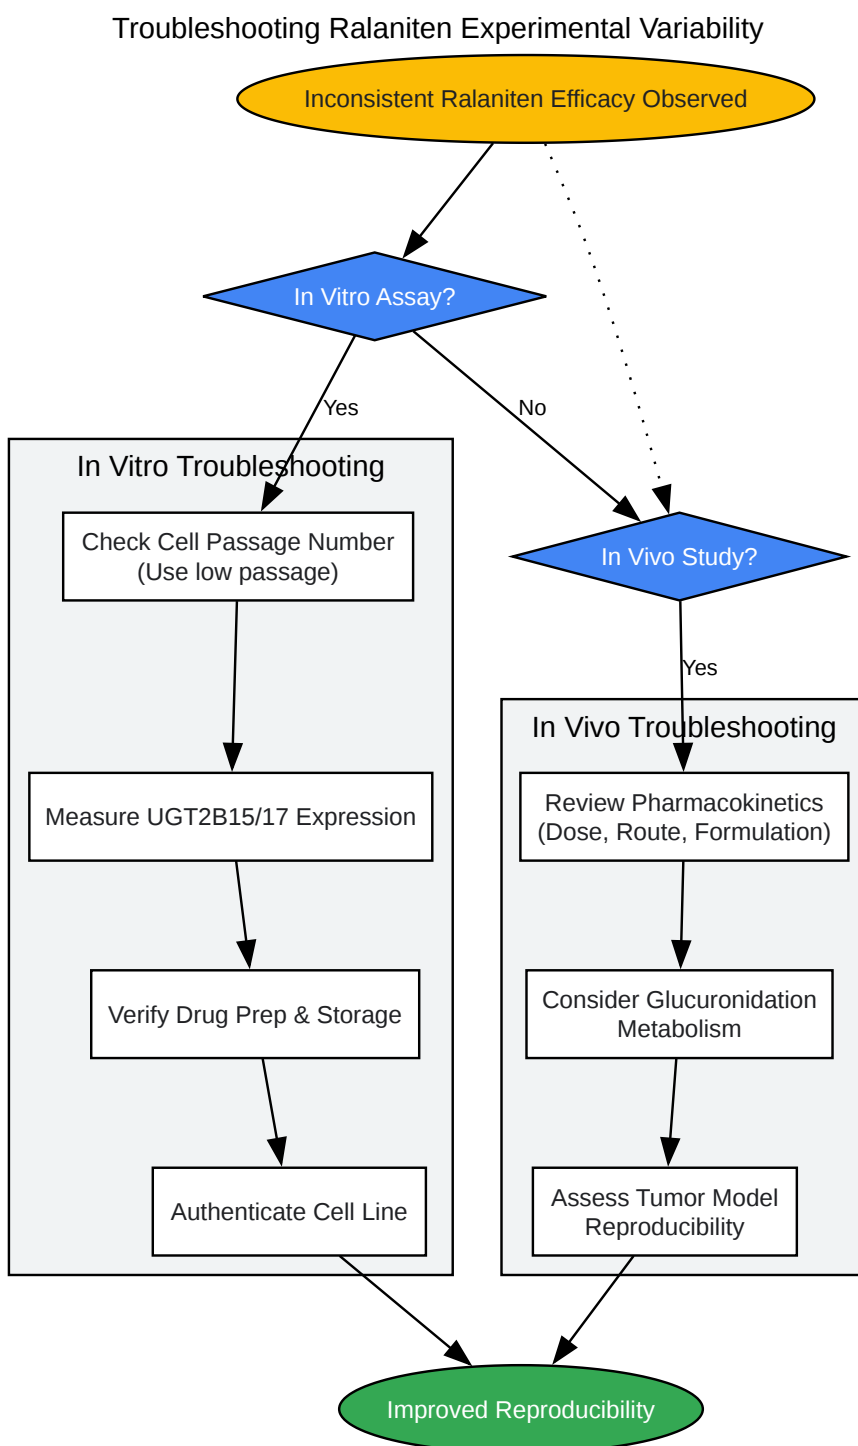 Troubleshooting Ralaniten Experimental Variability
Inconsistent Ralaniten Efficacy Observed
In Vitro Assay?
Yes
No
In Vitro Troubleshooting
Check Cell Passage Number
(Use low passage)
In Vivo Study?
Yes
In Vivo Troubleshooting
Measure UGT2B15/17 Expression
Review Pharmacokinetics
(Dose, Route, Formulation)
Verify Drug Prep & Storage
Consider Glucuronidation
Metabolism
Authenticate Cell Line
Assess Tumor Model
Reproducibility
Improved Reproducibility